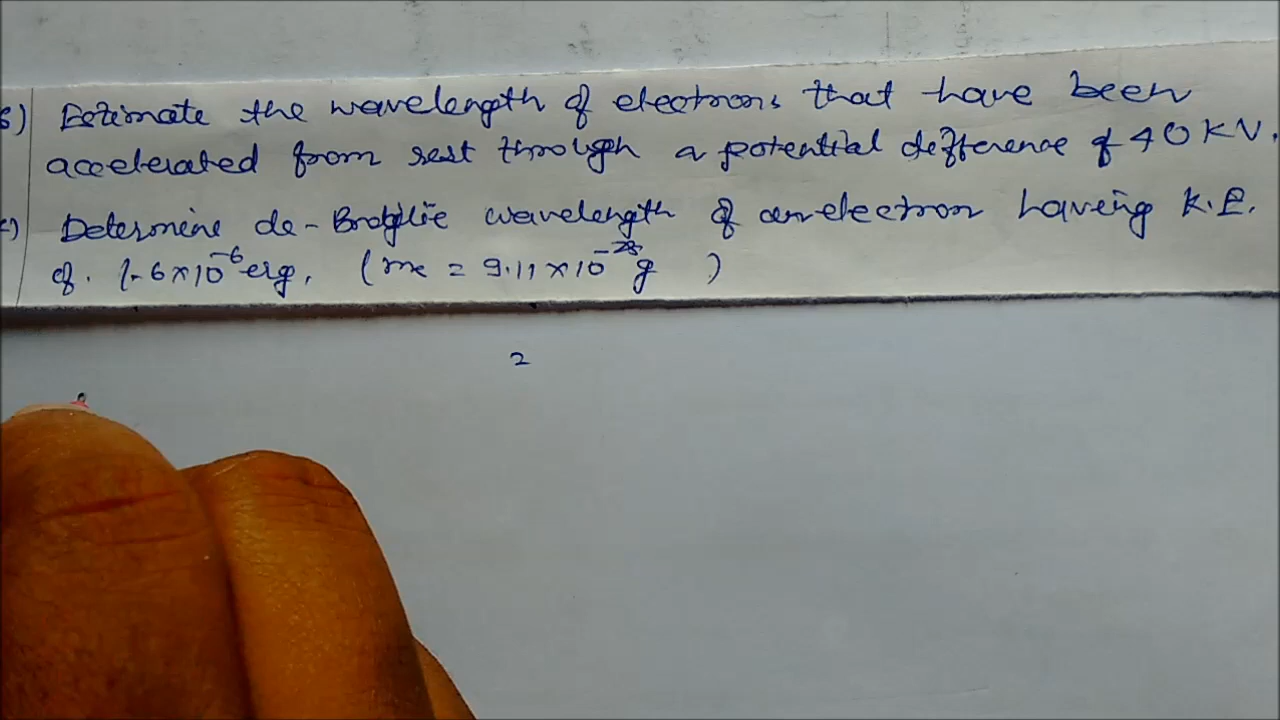 B) Estimate the wavelength of electrons that have been
accelerated from rest through a potential difference of 40 KV.
c) Determine de-Broglie wavelength of an electron having K.E.
of. 1.6×10⁻⁶ erg. (me = 9.11×10⁻²⁸ g )
2